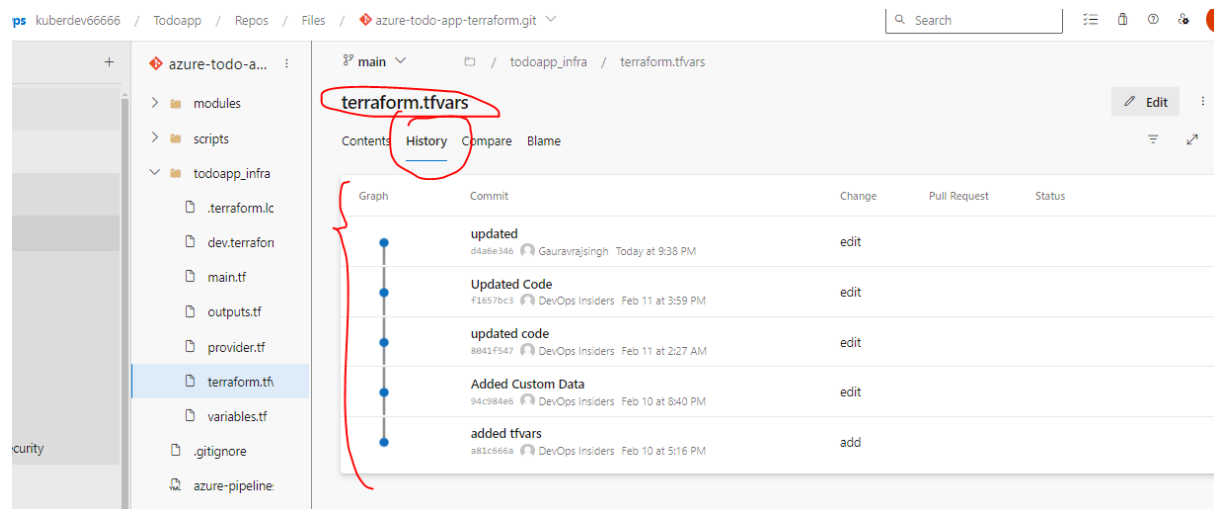 ps kuberdev66666 / Todoapp / Repos / Files / azure-todo-app-terraform.git Search
azure-todo-a...
modules
scripts
todoapp_infra
.terraform.lc
dev.terraforn
main.tf
outputs.tf
provider.tf
terraform.tfv
variables.tf
.gitignore
azure-pipeline
ecurity
main / todoapp_infra / terraform.tfvars
terraform.tfvars Edit
Contents History Compare Blame
Graph Commit Change Pull Request Status
updated
d4a6e346 Gauravrajsingh Today at 9:38 PM
edit
Updated Code
f1657bc3 DevOps Insiders Feb 11 at 3:59 PM
edit
updated code
8041f547 DevOps Insiders Feb 11 at 2:27 AM
edit
Added Custom Data
94c984e6 DevOps Insiders Feb 10 at 8:40 PM
edit
added tfvars
a81c666a DevOps Insiders Feb 10 at 5:16 PM
add